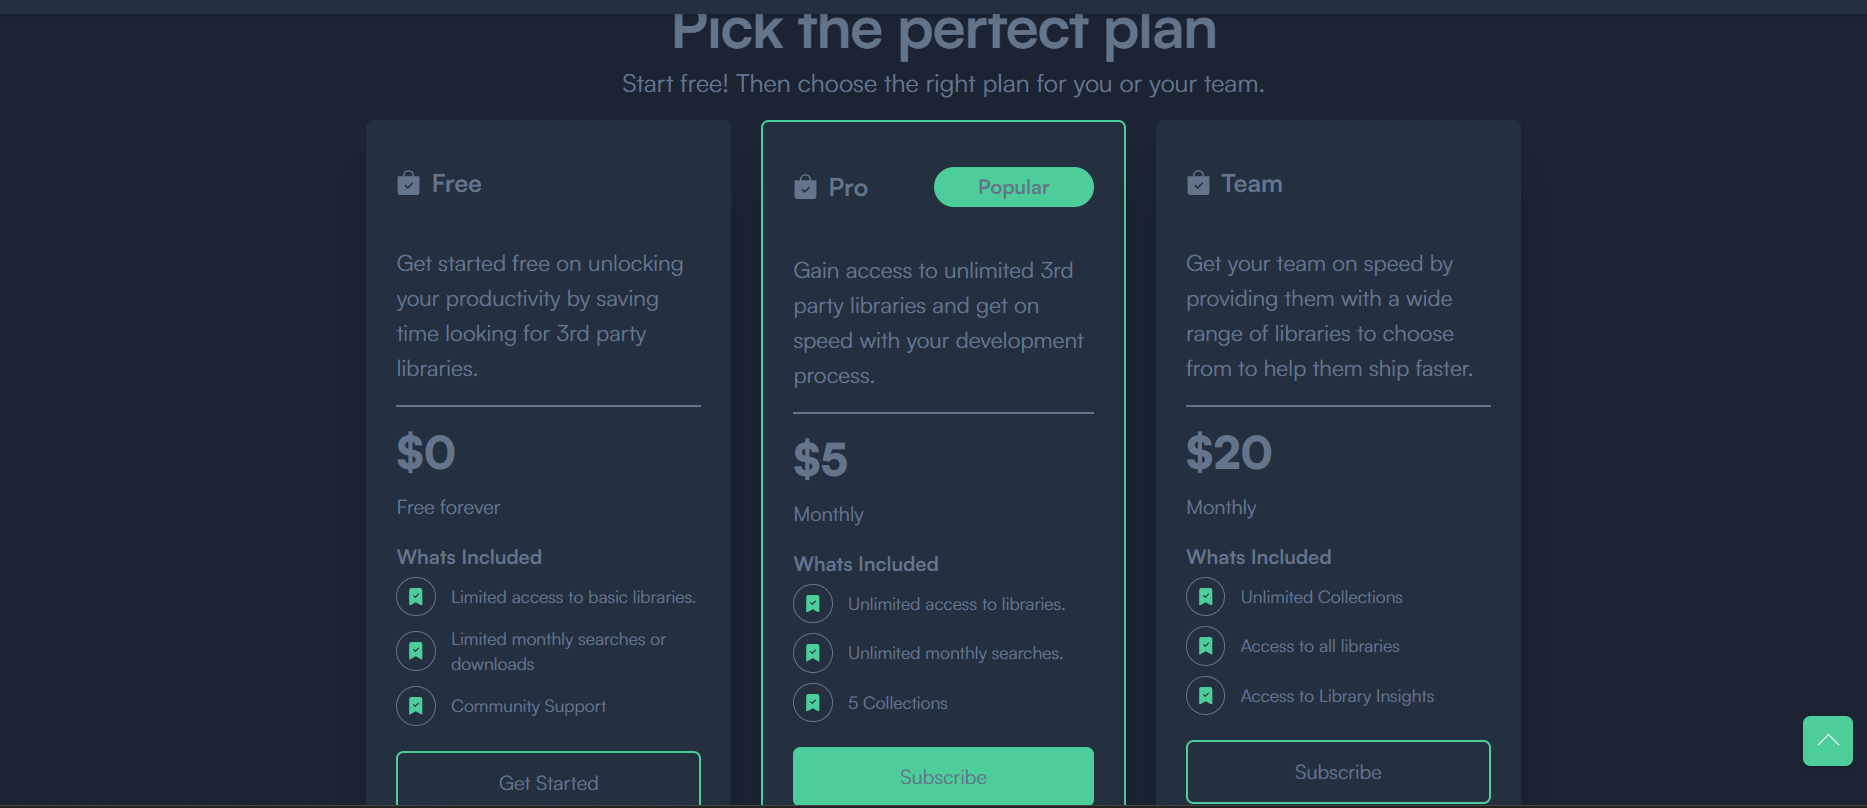 Pick the perfect plan
Start free! Then choose the right plan for you or your team.
Free
Get started free on unlocking
your productivity by saving
time looking for 3rd party
libraries.
$0
Free forever
Whats Included
Limited access to basic libraries.
Limited monthly searches or
downloads
Community Support
Get Started
Pro
Popular
Gain access to unlimited 3rd
party libraries and get on
speed with your development
process.
$5
Monthly
Whats Included
Unlimited access to libraries.
Unlimited monthly searches.
5 Collections
Subscribe
Team
Get your team on speed by
providing them with a wide
range of libraries to choose
from to help them ship faster.
$20
Monthly
Whats Included
Unlimited Collections
Access to all libraries
Access to Library Insights
Subscribe